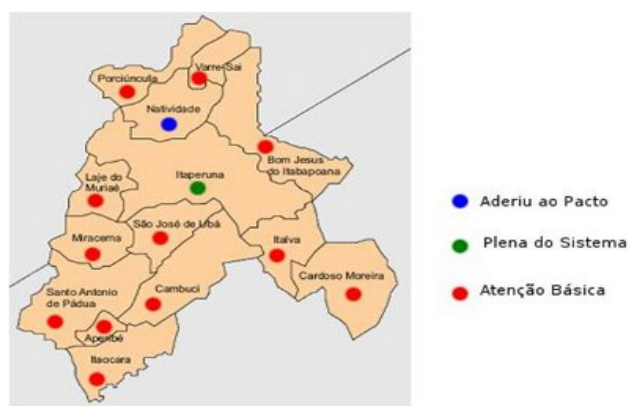 Varre-Sai
Porciúncula
Natividade
Bom Jesus
do Itabapoana
Laje do
Muriaé
Itaperuna
São José de Ubá
Miracema
Italva
Cardoso Moreira
Santo Antonio
de Pádua
Cambuci
Aperibé
Itaocara
Aderiu ao Pacto
Plena do Sistema
Atenção Básica